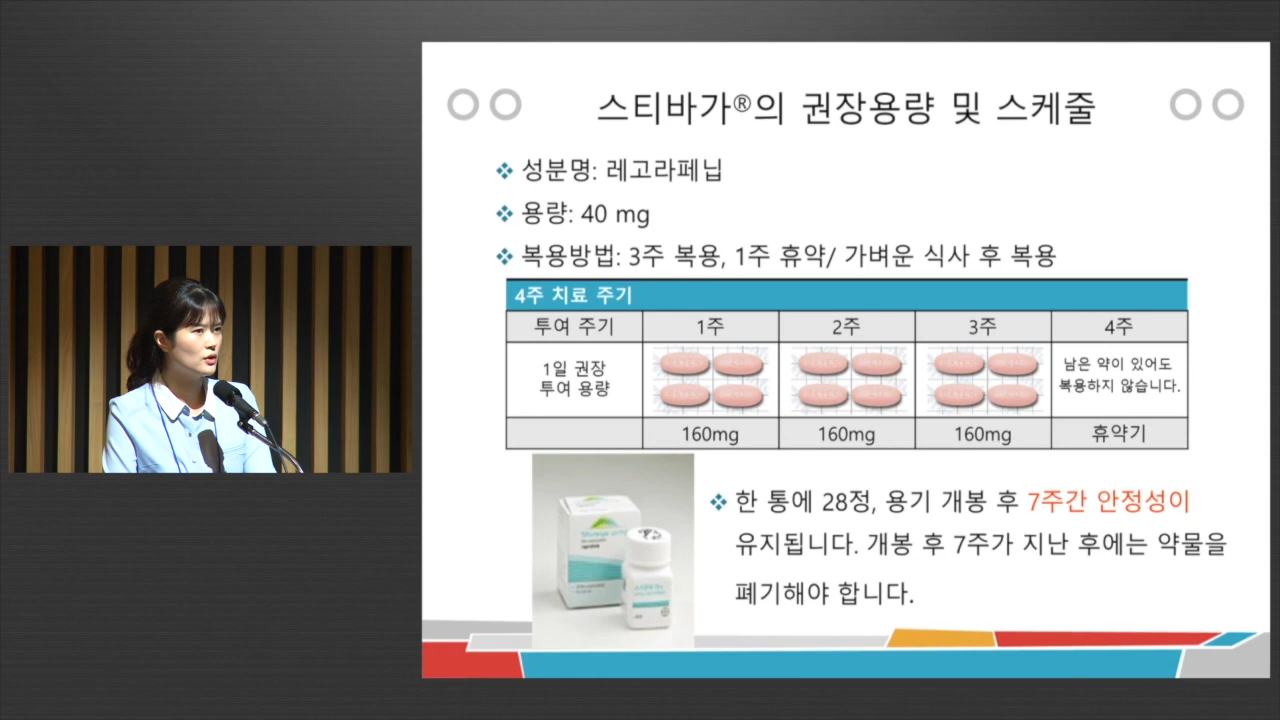 스티바가®의 권장용량 및 스케줄
성분명: 레고라페닙
용량: 40 mg
복용방법: 3주 복용, 1주 휴약/ 가벼운 식사 후 복용
4주 치료 주기
투여 주기 1주 2주 3주 4주
1일 권장
투여 용량
남은 약이 있어도
복용하지 않습니다.
160mg 160mg 160mg 휴약기
한 통에 28정, 용기 개봉 후 7주간 안정성이
유지됩니다. 개봉 후 7주가 지난 후에는 약물을
폐기해야 합니다.